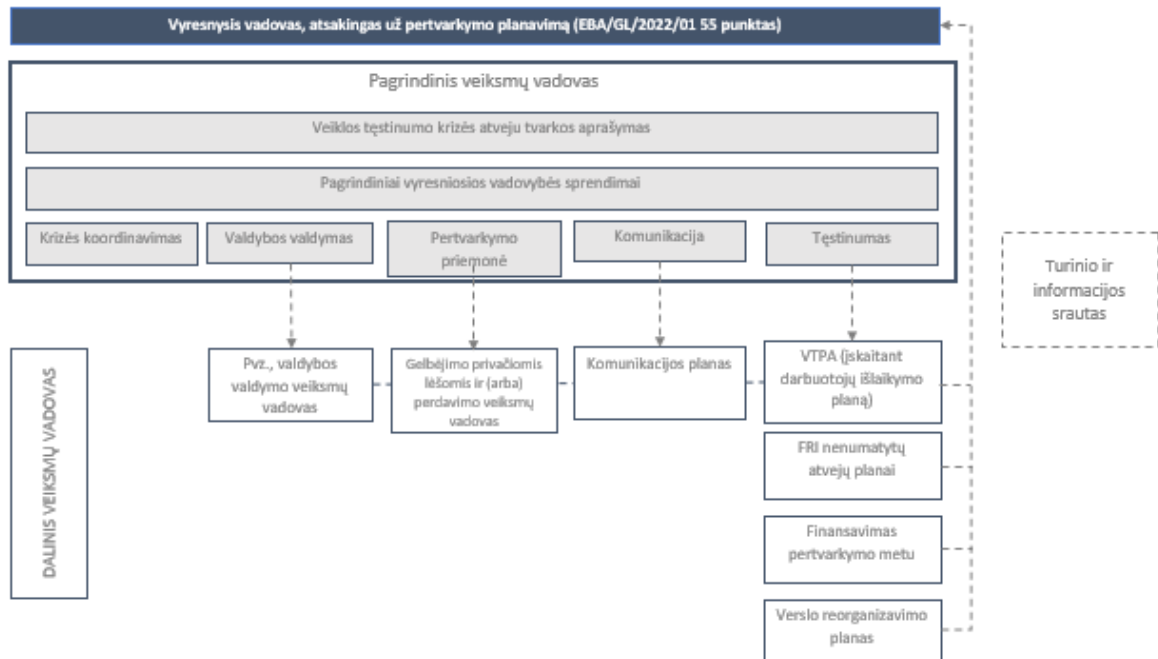 Vyresnysis vadovas, atsakingas už pertvarkymo planavimą (EBA/GL/2022/01 55 punktas)
Pagrindinis veiksmų vadovas
Veiklos tęstinumo krizės atveju tvarkos aprašymas
Pagrindiniai vyresniosios vadovybės sprendimai
Krizės koordinavimas
Valdybos valdymas
Pertvarkymo
priemonė
Komunikacija
Tęstinumas
Turinio ir
informacijos
srautas
DALINIS VEIKSMŲ VADOVAS
Pvz., valdybos
valdymo veiksmų
vadovas
Gelbėjimo privačiomis
lėšomis ir (arba)
perdavimo veiksmų
vadovas
Komunikacijos planas
VTPA (įskaitant
darbuotojų išlaikymo
planą)
FRI nenumatytų
atvejų planai
Finansavimas
pertvarkymo metu
Verslo reorganizavimo
planas